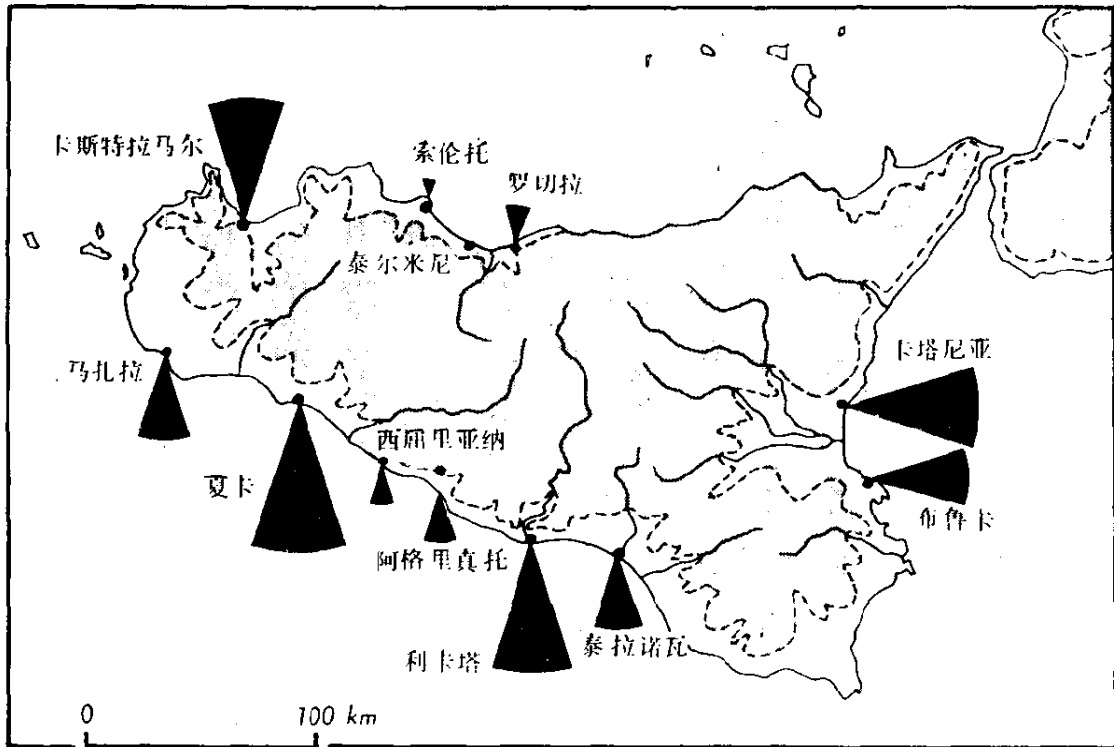 卡斯特拉马尔
索伦托
罗切拉
泰尔米尼
卡塔尼亚
马扎拉
西屈里亚纳
夏卡
布鲁卡
阿格里真托
泰拉诺瓦
利卡塔
0 100 km